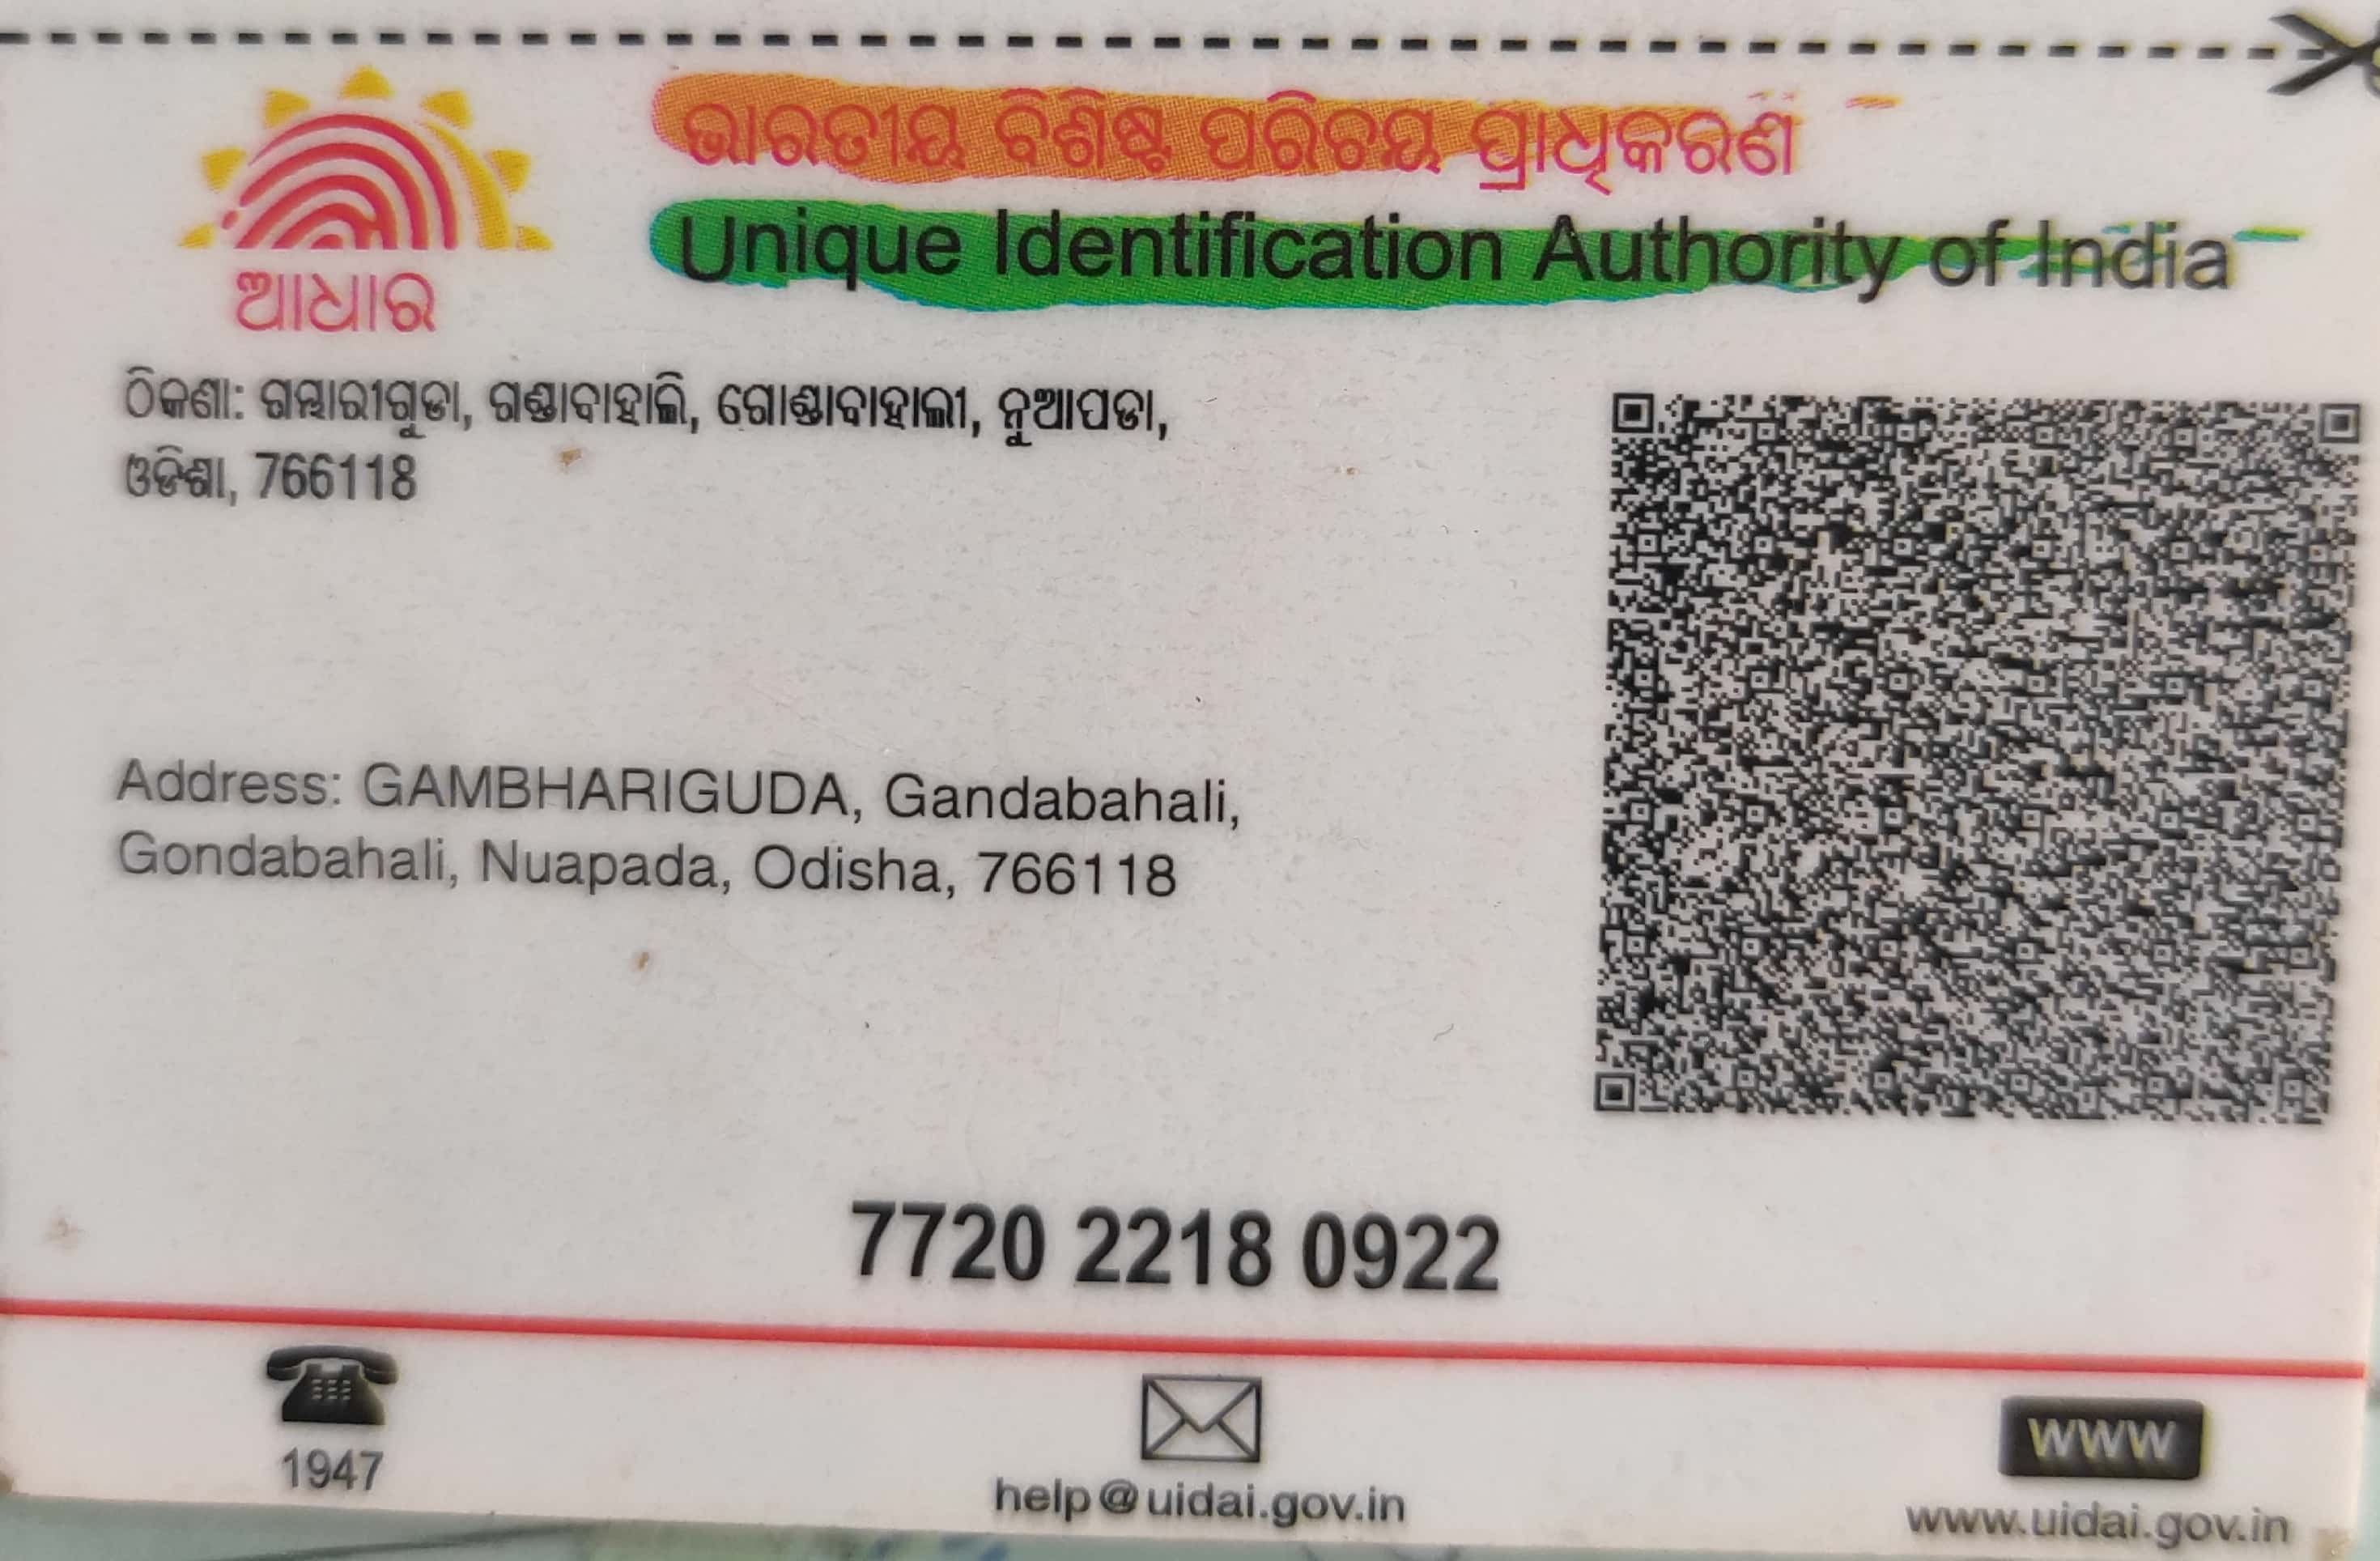 ଭାରତୀୟ ବିଶିଷ୍ଟ ପରିଚୟ ପ୍ରାଧିକରଣ
Unique Identification Authority of India
ଆଧାର
ଠିକଣା: ଗମ୍ଭାରୀଗୁଡା, ଗଣ୍ଡାବାହାଲି, ଗୋଣ୍ଡାବାହାଲୀ, ନୁଆପଡା,
ଓଡିଶା, 766118
Address: GAMBHARIGUDA, Gandabahali,
Gondabahali, Nuapada, Odisha, 766118
7720 2218 0922
1947
help@uidai.gov.in
WWW
www.uidai.gov.in